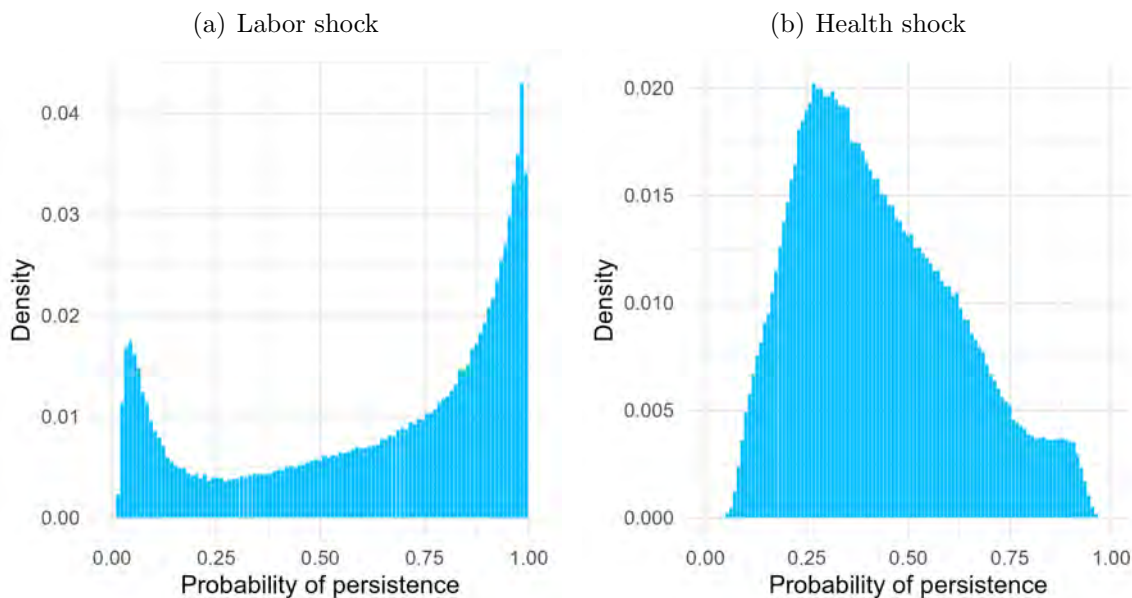 (a) Labor shock
(b) Health shock
Density
0.04
0.03
0.02
0.01
0.00
0.00 0.25 0.50 0.75 1.00
Probability of persistence
Density
0.020
0.015
0.010
0.005
0.000
0.00 0.25 0.50 0.75 1.00
Probability of persistence